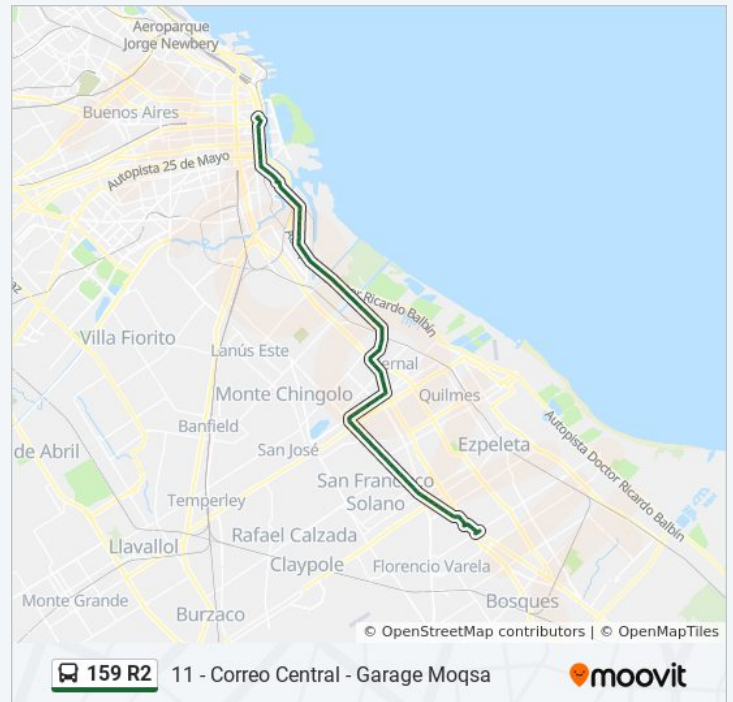 Aeroparque
Jorge Newbery
Buenos Aires
Autopista 25 de Mayo
or Ricardo Balbín
Villa Fiorito
Lanús Este
ernal
Monte Chingolo
Quilmes
Banfield
Autopista Doctor Ricardo Balbín
de Abril
San José
Ezpeleta
San Francisco
Solano
Temperley
Llavallol
Rafael Calzada
Claypole
Florencio Varela
Monte Grande
Bosques
Burzaco
© OpenStreetMap contributors | © OpenMapTiles
159 R2 11 - Correo Central - Garage Moqsa moovit